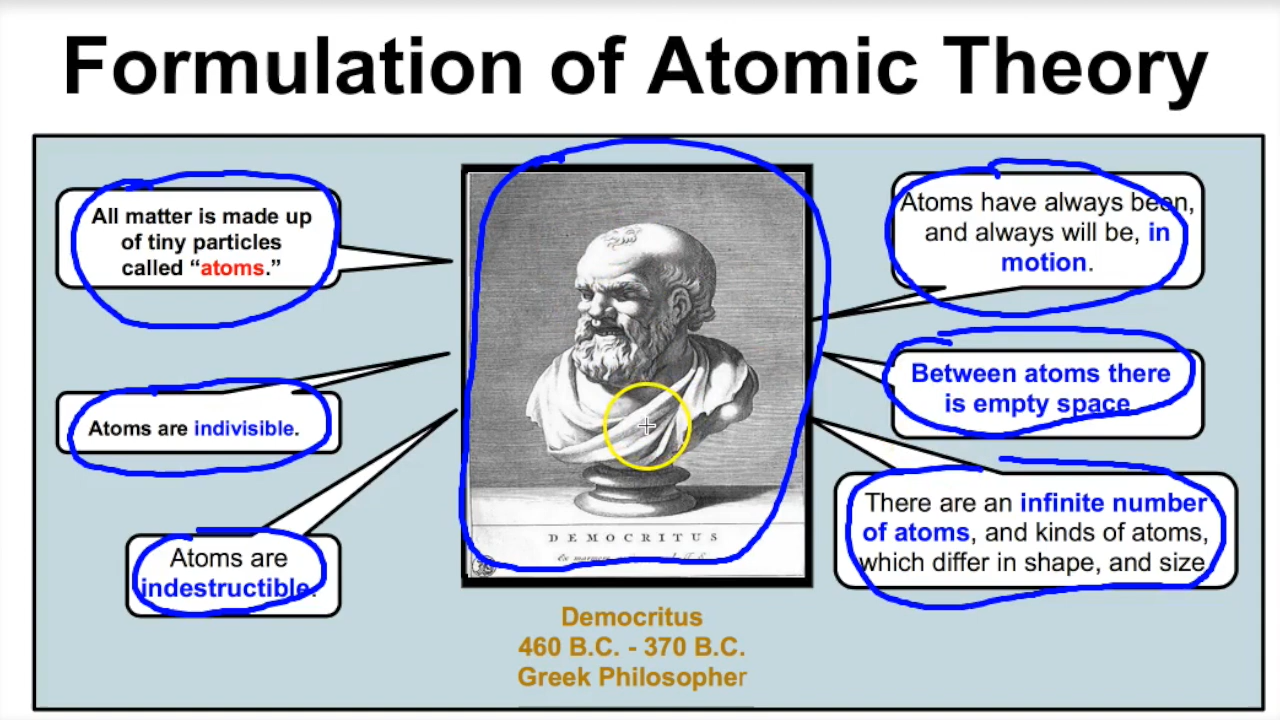 Formulation of Atomic Theory
All matter is made up
of tiny particles
called “atoms.”
Atoms are indivisible.
Atoms are
indestructible.
DEMOCRITUS
Democritus
460 B.C. - 370 B.C.
Greek Philosopher
Atoms have always been,
and always will be, in
motion.
Between atoms there
is empty space
There are an infinite number
of atoms, and kinds of atoms,
which differ in shape, and size